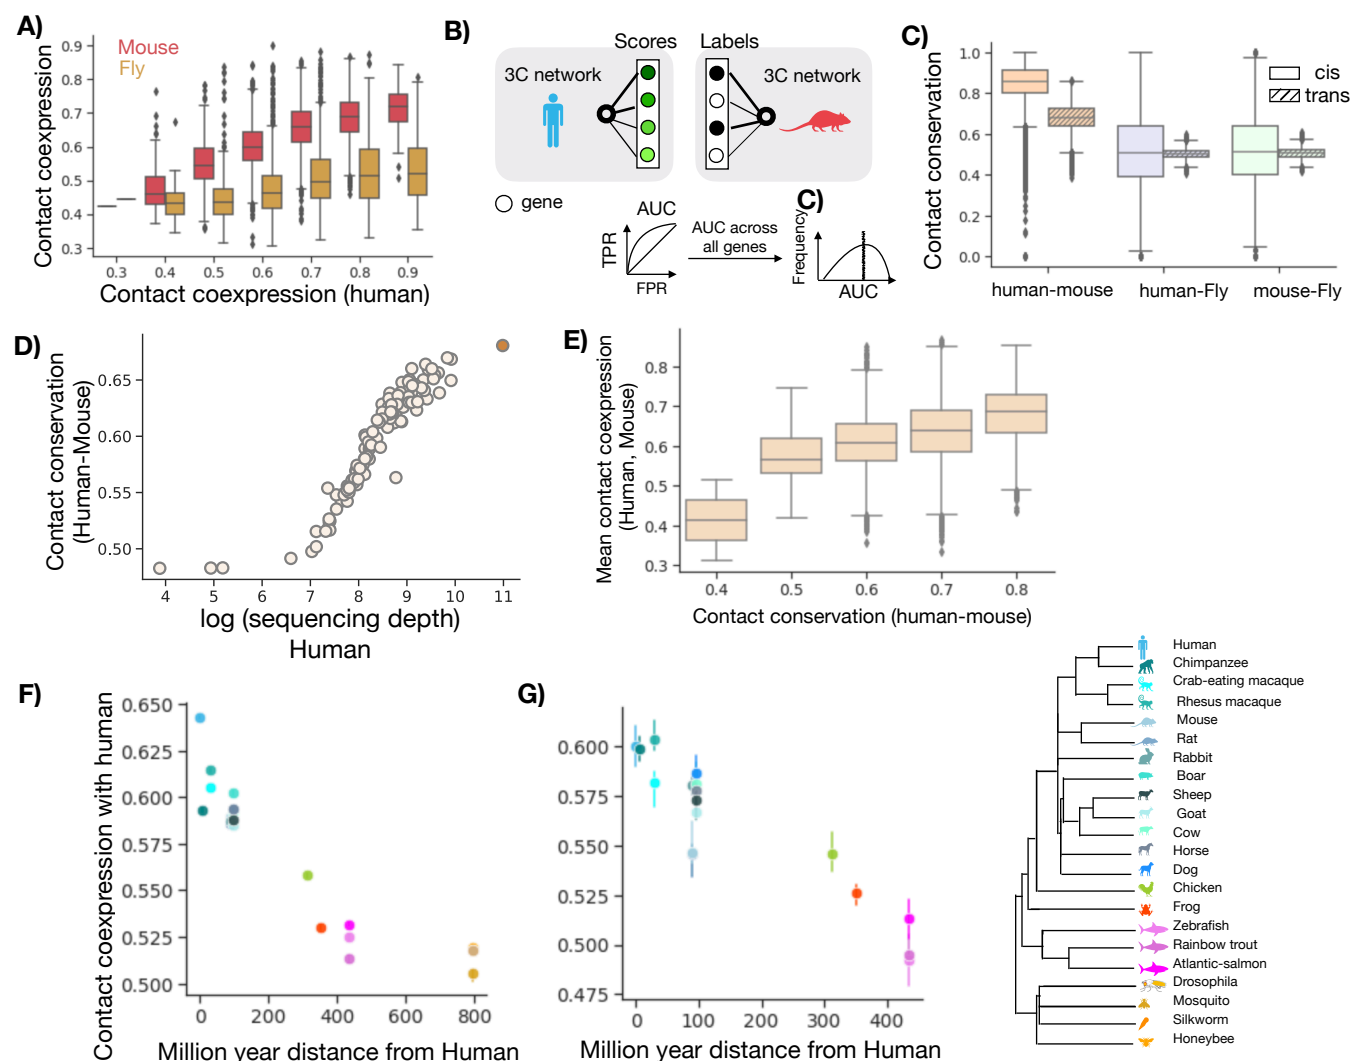 A)
Contact coexpression
0.9
0.8
0.7
0.6
0.5
0.4
0.3
Mouse
Fly
0.3 0.4 0.5 0.6 0.7 0.8 0.9
Contact coexpression (human)
B)
Scores Labels
3C network
3C network
gene
AUC
TPR
FPR
AUC across
all genes
C)
Frequency
AUC
C)
Contact conservation
1.0
0.8
0.6
0.4
0.2
0.0
cis
trans
human-mouse human-Fly mouse-Fly
D)
Contact conservation
(Human-Mouse)
0.65
0.60
0.55
0.50
4 5 6 7 8 9 10 11
log (sequencing depth)
Human
E)
Mean contact coexpression
(Human, Mouse)
0.8
0.7
0.6
0.5
0.4
0.3
0.4 0.5 0.6 0.7 0.8
Contact conservation (human-mouse)
F)
Contact coexpression with human
0.650
0.625
0.600
0.575
0.550
0.525
0.500
0 200 400 600 800
Million year distance from Human
G)
0.600
0.575
0.550
0.525
0.500
0.475
0 100 200 300 400
Million year distance from Human
Human
Chimpanzee
Crab-eating macaque
Rhesus macaque
Mouse
Rat
Rabbit
Boar
Sheep
Goat
Cow
Horse
Dog
Chicken
Frog
Zebrafish
Rainbow trout
Atlantic-salmon
Drosophila
Mosquito
Silkworm
Honeybee